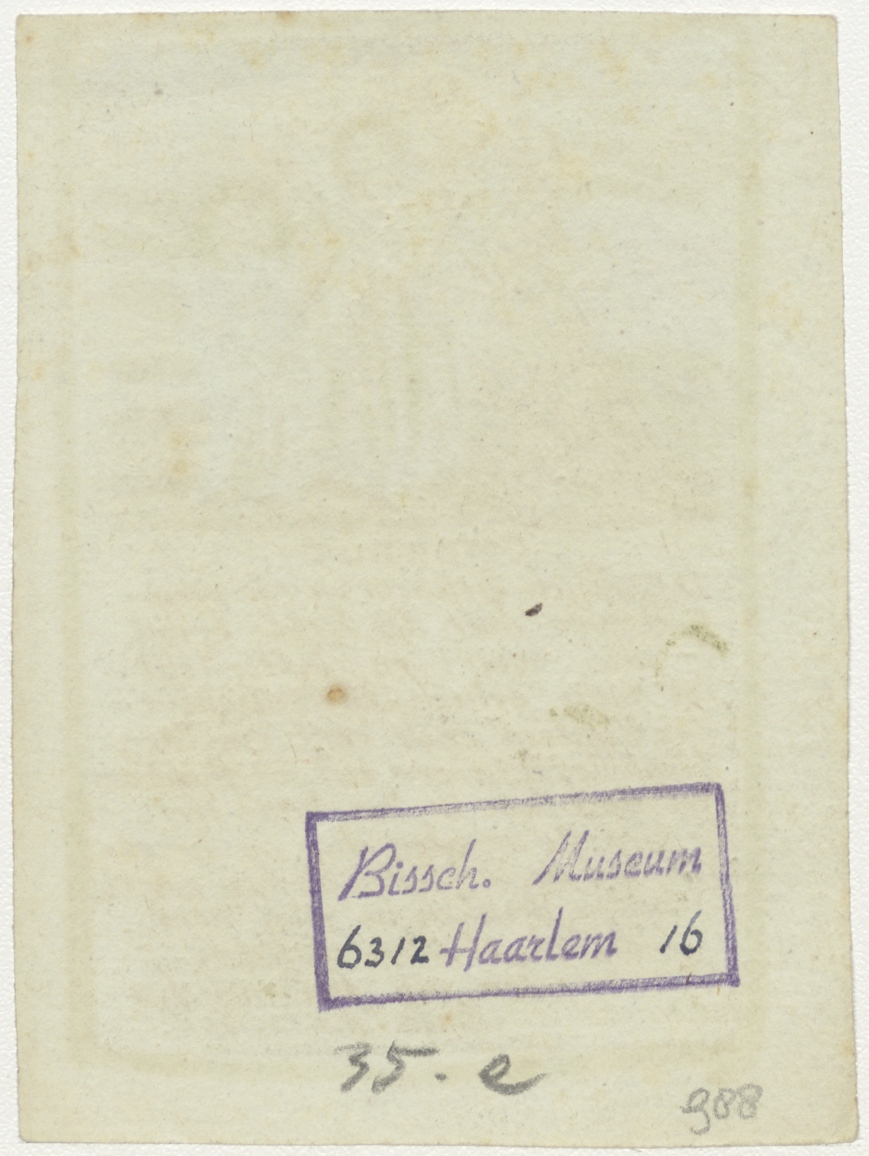 Bissch. Museum
6312 Haarlem 16
35-e
988